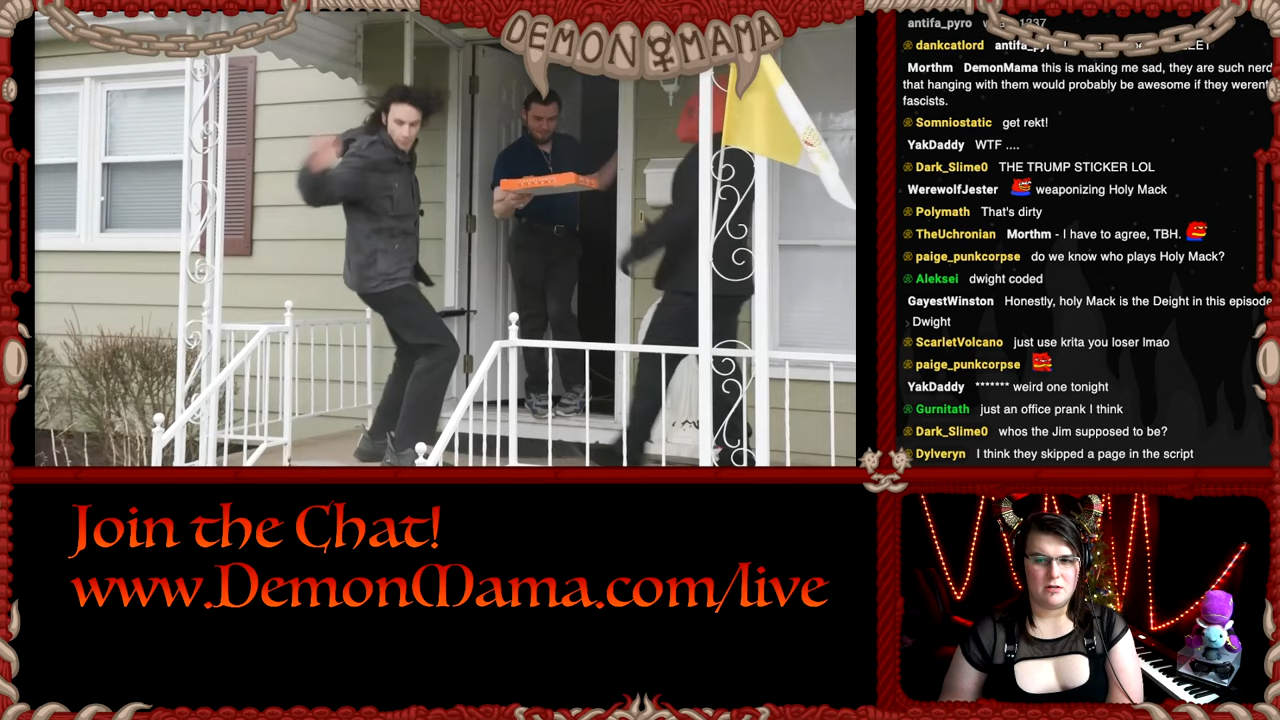 DEMON MAMA
antifa_pyro
dankcatlord
Morthm DemonMama this is making me sad, they are such nerd
that hanging with them would probably be awesome if they weren
fascists.
Somniostatic get rekt!
YakDaddy WTF ....
Dark_Slime0 THE TRUMP STICKER LOL
WerewolfJester weaponizing Holy Mack
Polymath That's dirty
TheUchronian Morthm - I have to agree, TBH.
paige_punkcorpse do we know who plays Holy Mack?
Aleksei dwight coded
GayestWinston Honestly, holy Mack is the Deight in this episode
Dwight
ScarletVolcano just use krita you loser lmao
paige_punkcorpse
YakDaddy ******* weird one tonight
Gurnitath just an office prank I think
Dark_Slime0 whos the Jim supposed to be?
Dylveryn I think they skipped a page in the script
Join the Chat!
www.DemonMama.com/live